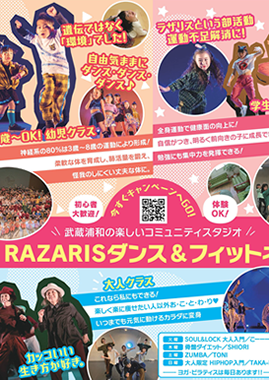 遺伝ではなく
「環境」でした!
自由気ままに
ダンス・ダンス・
ダンス♪
ラザリスという部活動
運動不足解消に!
学生
歳〜OK! 幼児クラス
神経系の80%は3歳〜8歳の運動により形成!
柔軟な体を育成し、肺活量を鍛え、
怪我のしにくい丈夫な体に。
全身運動で健康面の向上に!
自信がつき、明るく前向きの子に成長で
勉強にも集中力を発揮できる!
初心者
大歓迎!
今すぐキャンペーンへGO!
体験
OK!
武蔵浦和の楽しいコミュニティスタジオ
RAZARISダンス&フィットネ
大人クラス
これなら私にもできる!
楽しく楽に痩せたい人以外お・こ・と・わ・り♥
いつまでも元気に動けるカラダに変身
カッコいい
生き方が好き。
水 SOUL&LOCK 大人入門/こー
水 骨盤ダイエット/SHIORI
土 ZUMBA/TONI
日 大人限定 HIPHOP入門/TAKA
ヨガ・ピラティスは毎日あります!!